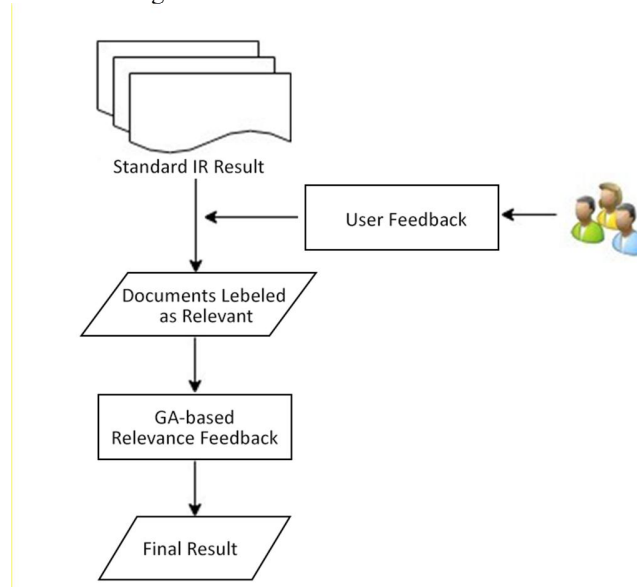 Standard IR Result
User Feedback
Documents Lebeled
as Relevant
GA-based
Relevance Feedback
Final Result